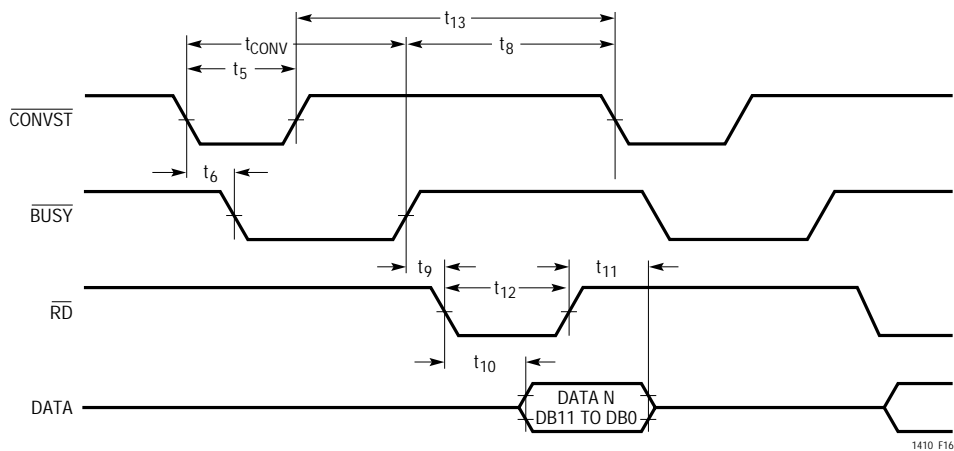 t13
tCONV
t8
t5
CONVST
t6
BUSY
t9
t11
t12
RD
t10
DATA
DATA N
DB11 TO DB0
1410 F16